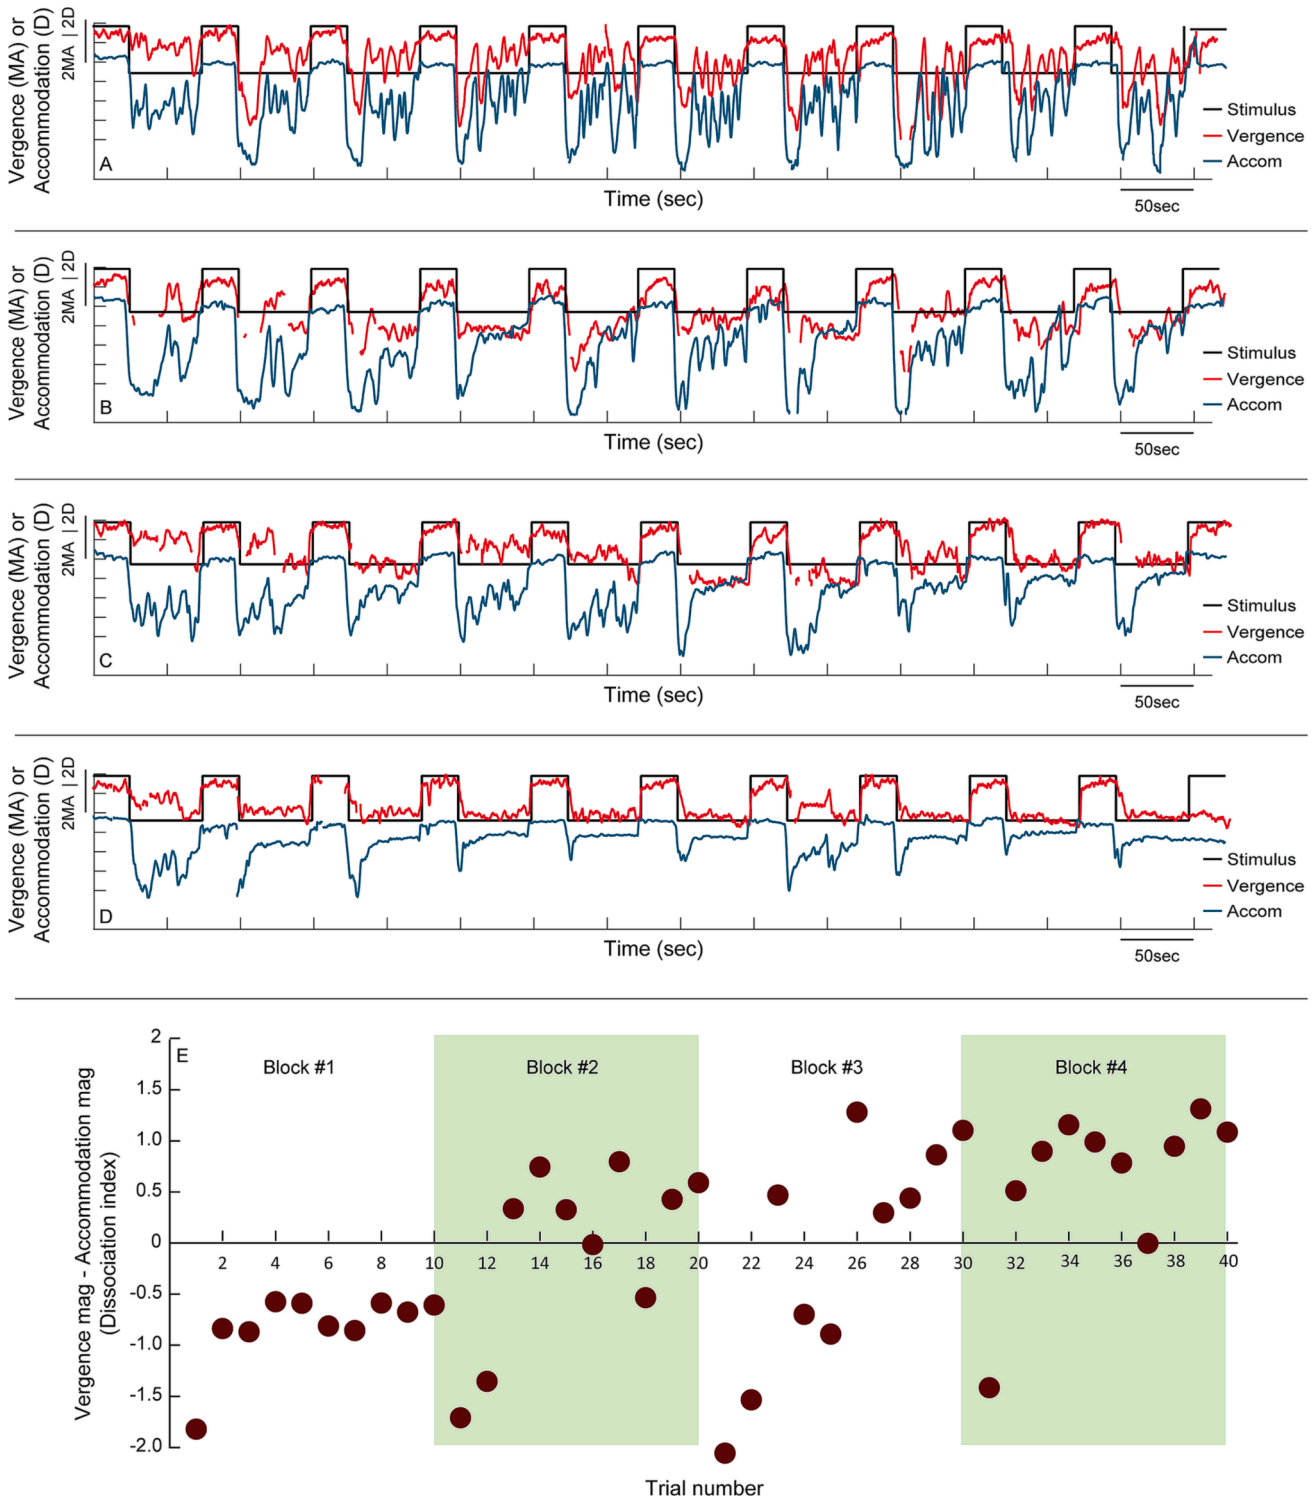 Vergence (MA) or
Accommodation (D)
2MA | 2D
A
Stimulus
Vergence
Accom
Time (sec)
50sec
Vergence (MA) or
Accommodation (D)
2MA | 2D
B
Stimulus
Vergence
Accom
Time (sec)
50sec
Vergence (MA) or
Accommodation (D)
2MA | 2D
C
Stimulus
Vergence
Accom
Time (sec)
50sec
Vergence (MA) or
Accommodation (D)
2MA | 2D
D
Stimulus
Vergence
Accom
Time (sec)
50sec
Vergence mag - Accommodation mag
(Dissociation index)
E
Block #1 Block #2 Block #3 Block #4
2
1.5
1.0
0.5
0
-0.5
-1.0
-1.5
-2.0
2 4 6 8 10 12 14 16 18 20 22 24 26 28 30 32 34 36 38 40
Trial number